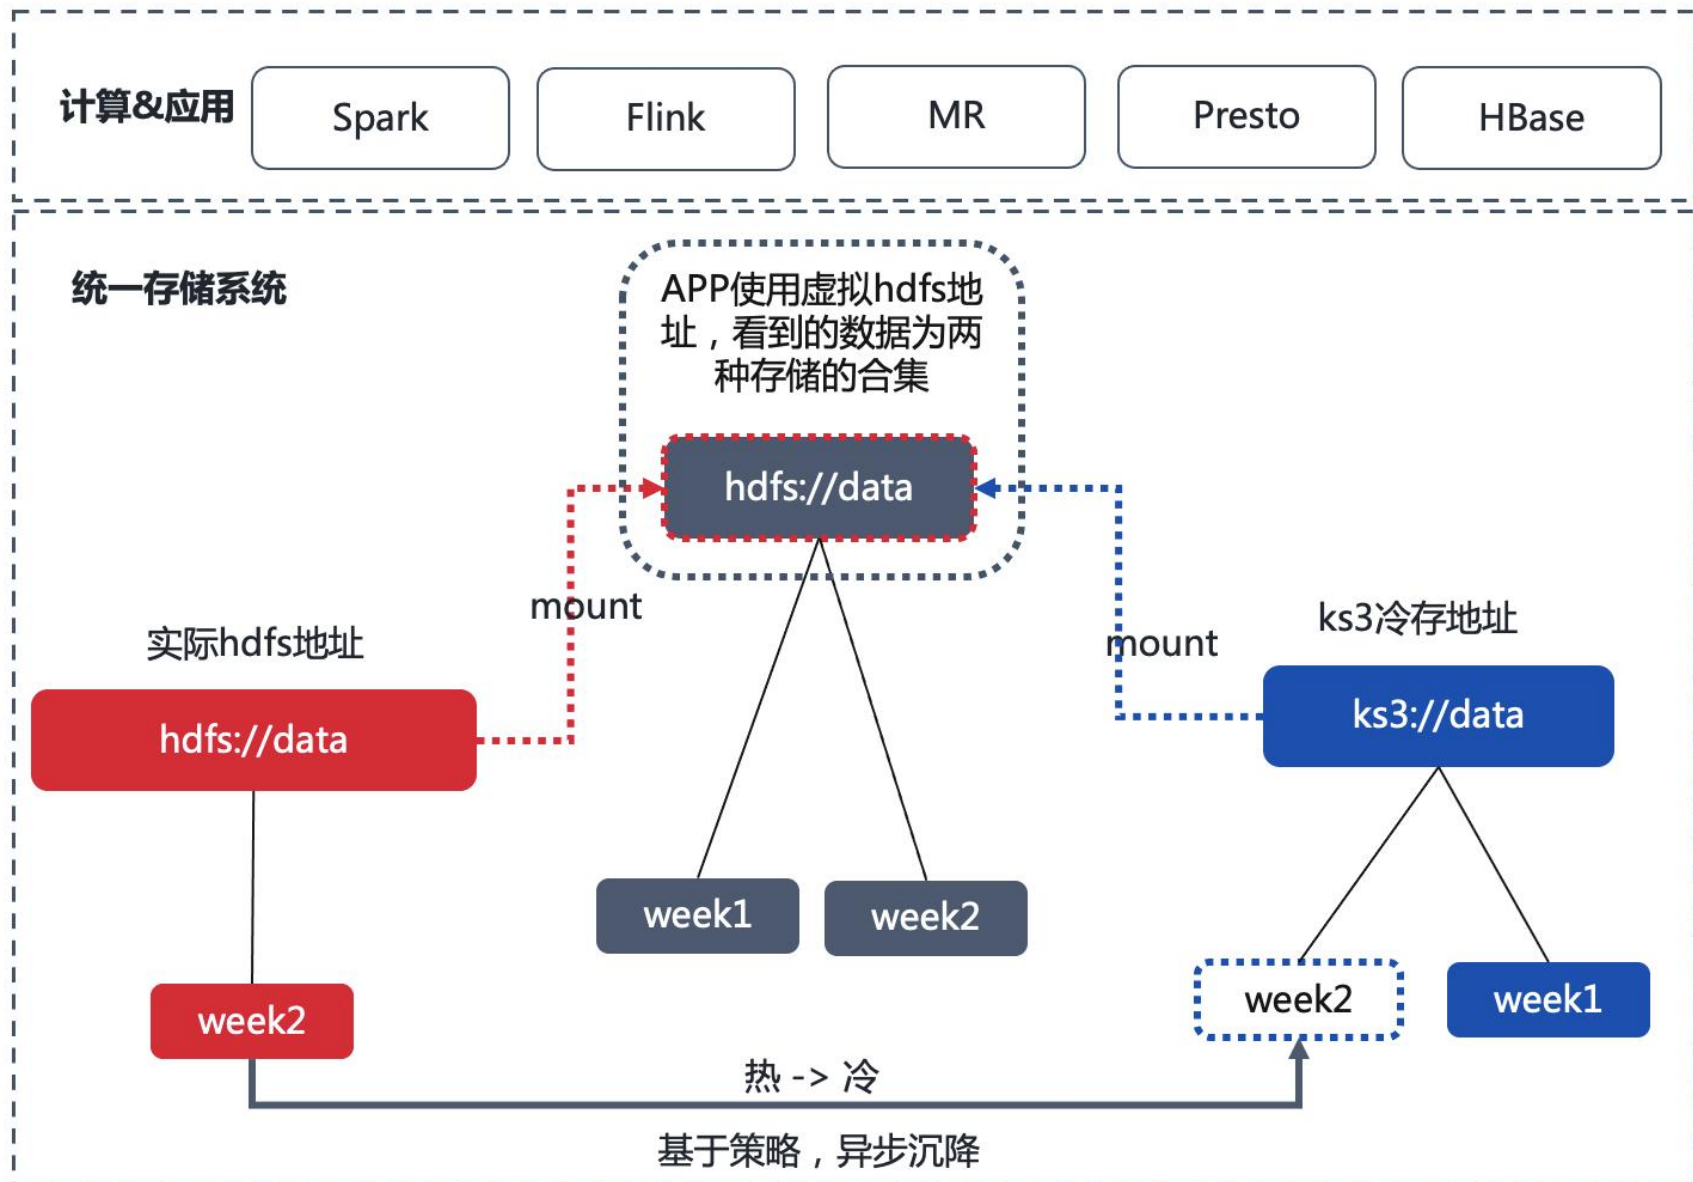 计算&应用
Spark
Flink
MR
Presto
HBase
统一存储系统
APP使用虚拟hdfs地
址，看到的数据为两
种存储的合集
hdfs://data
mount
mount
实际hdfs地址
ks3冷存地址
hdfs://data
ks3://data
week1
week2
week2
week2
week1
热 -> 冷
基于策略，异步沉降